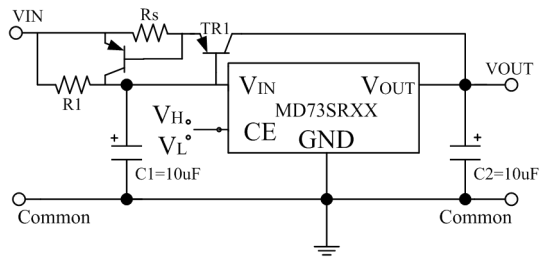 VIN
Rs
TR1
R1
VIN
VOUT
VOUT
MD73SRXX
VH
VL
CE
GND
C1=10uF
C2=10uF
Common
Common